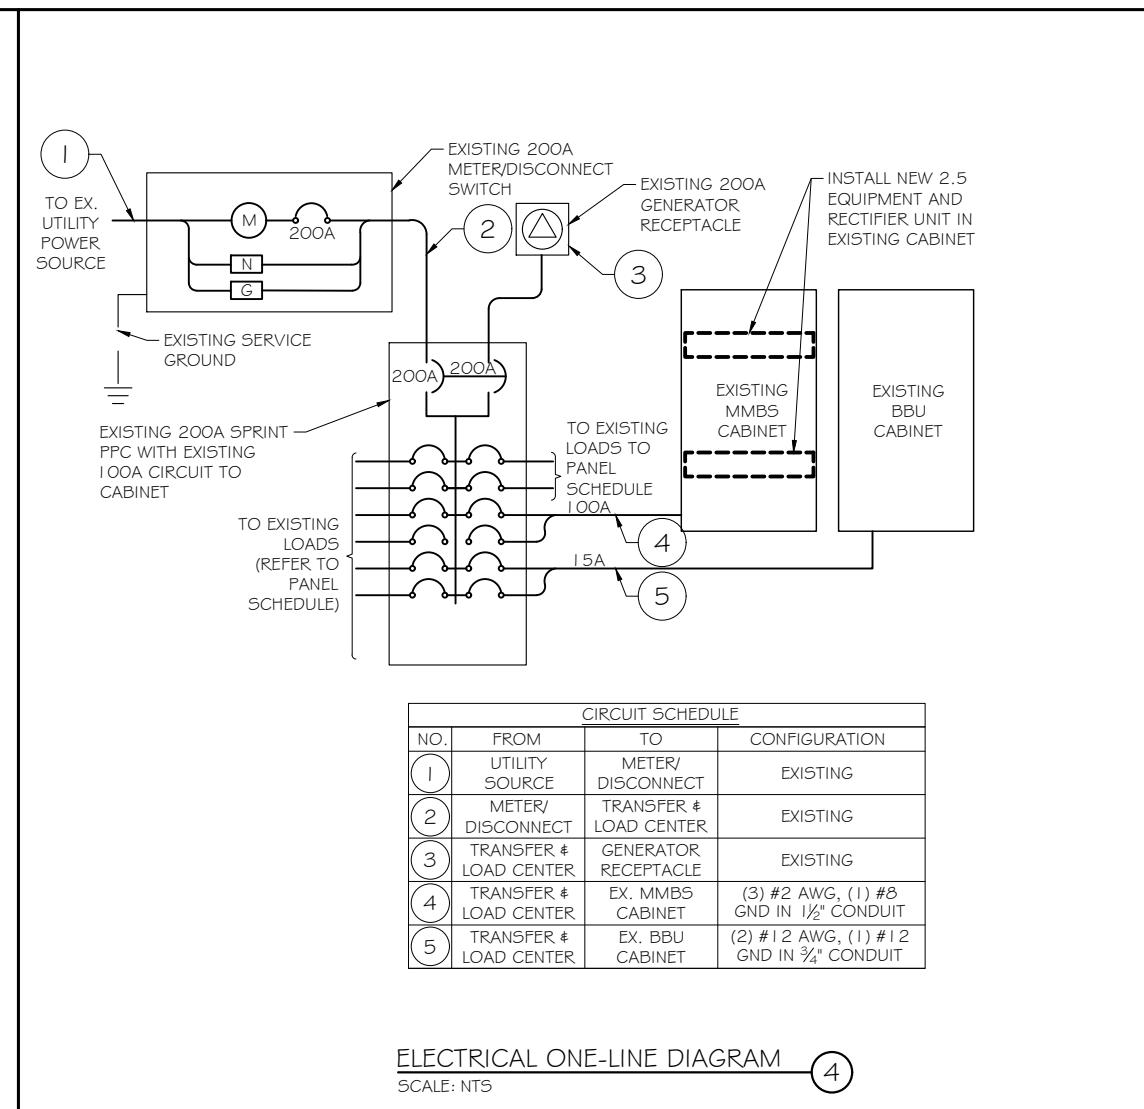 1
TO EX.
UTILITY
POWER
SOURCE
M
200A
N
G
EXISTING 200A
METER/DISCONNECT
SWITCH
2
EXISTING 200A
GENERATOR
RECEPTACLE
3
INSTALL NEW 2.5
EQUIPMENT AND
RECTIFIER UNIT IN
EXISTING CABINET
EXISTING SERVICE
GROUND
200A
200A
EXISTING 200A SPRINT
PPC WITH EXISTING
100A CIRCUIT TO
CABINET
TO EXISTING
LOADS TO
PANEL
SCHEDULE
EXISTING
MMBS
CABINET
EXISTING
BBU
CABINET
100A
4
TO EXISTING
LOADS
(REFER TO
PANEL
SCHEDULE)
15A
5
CIRCUIT SCHEDULE
NO. FROM TO CONFIGURATION
1 UTILITY SOURCE METER/ DISCONNECT EXISTING
2 METER/ DISCONNECT TRANSFER & LOAD CENTER EXISTING
3 TRANSFER & LOAD CENTER GENERATOR RECEPTACLE EXISTING
4 TRANSFER & LOAD CENTER EX. MMBS CABINET (3) #2 AWG, (1) #8 GND IN 1½" CONDUIT
5 TRANSFER & LOAD CENTER EX. BBU CABINET (2) #12 AWG, (1) #12 GND IN ¾" CONDUIT
ELECTRICAL ONE-LINE DIAGRAM 4
SCALE: NTS